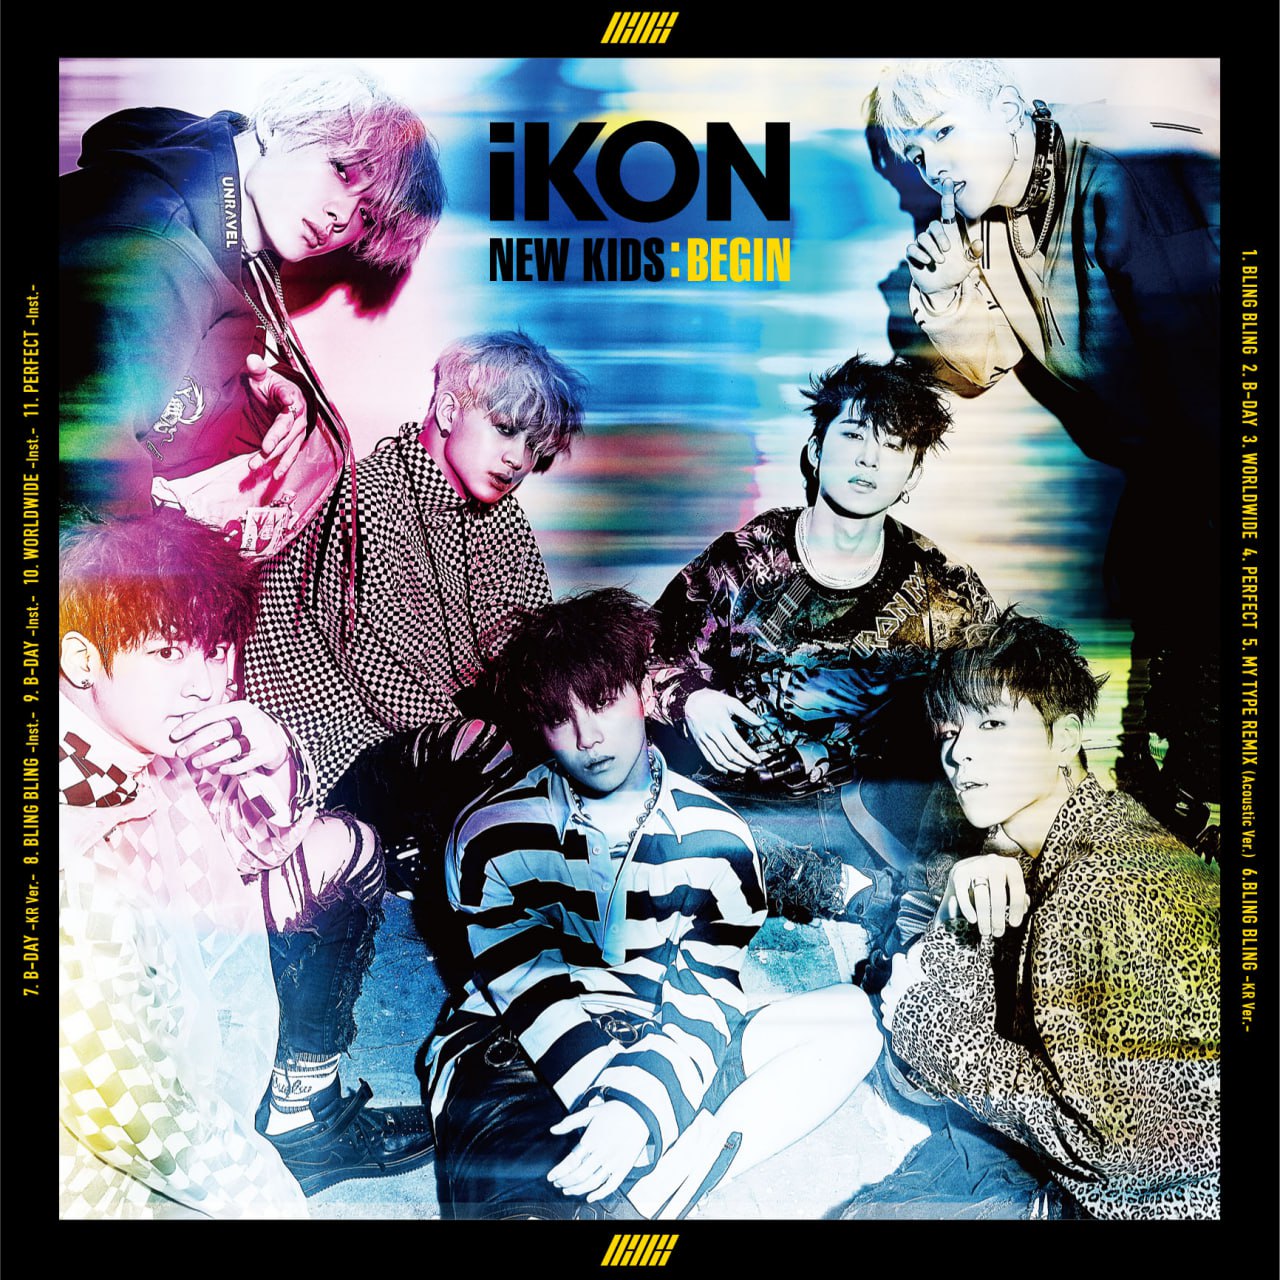 iKON
NEW KIDS:BEGIN
UNRAVEL
1. BLING BLING 2. B-DAY 3. WORLDWIDE 4. PERFECT 5. MY TYPE REMIX (Acoustic Ver.) 6.BLING BLING -KR Ver.-
7. B-DAY -KR Ver.- 8. BLING BLING -Inst.- 9. B-DAY -Inst.- 10. WORLDWIDE -Inst.- 11. PERFECT -Inst.-